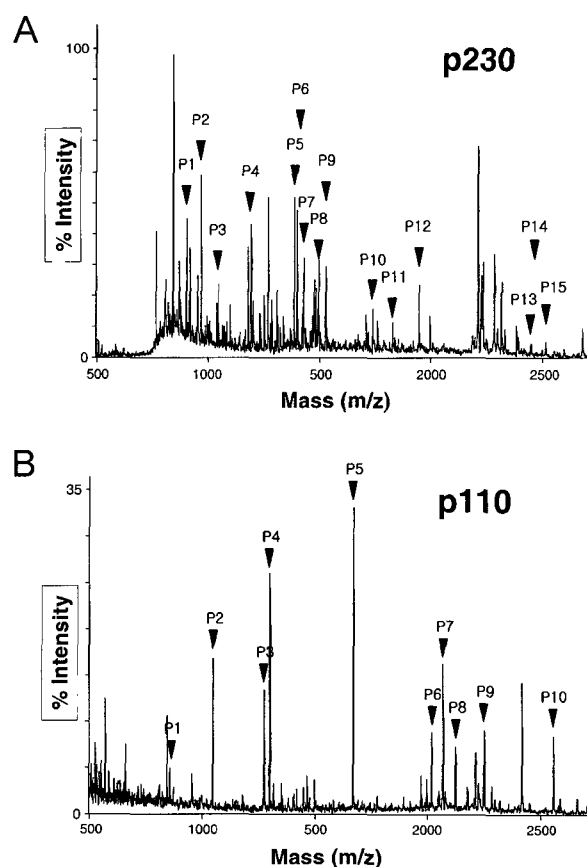 A
p230
100
% Intensity
P1
P2
P3
P4
P5
P6
P7
P8
P9
P10
P11
P12
P13
P14
P15
500
1000
500
2000
2500
Mass (m/z)
B
p110
35
% Intensity
P1
P2
P3
P4
P5
P6
P7
P8
P9
P10
0
500
1000
500
2000
2500
Mass (m/z)